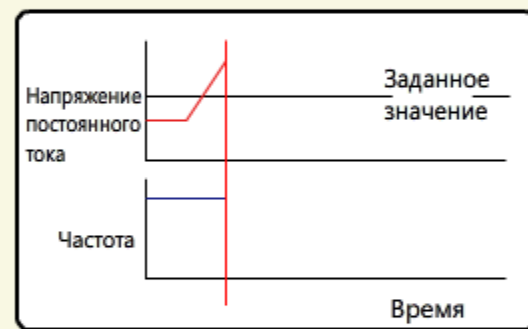 Напряжение
постоянного
тока
Заданное
значение
Частота
Время